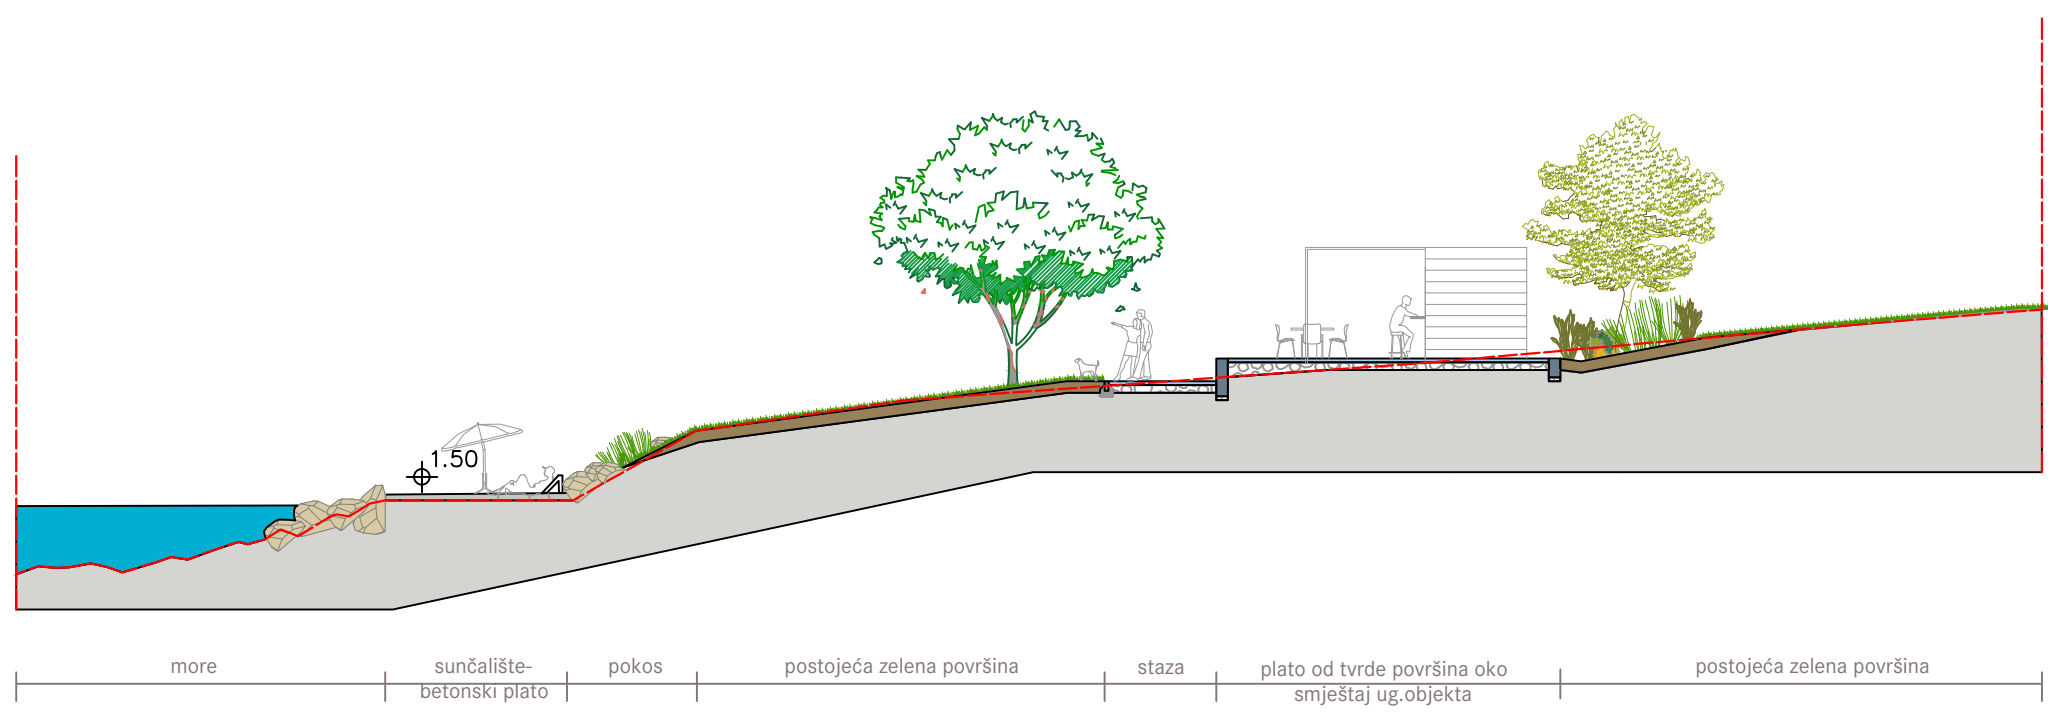 1.50
more
sunčalište-
betonski plato
pokos
postojeća zelena površina
staza
plato od tvrde površina oko
smještaj ug.objekta
postojeća zelena površina